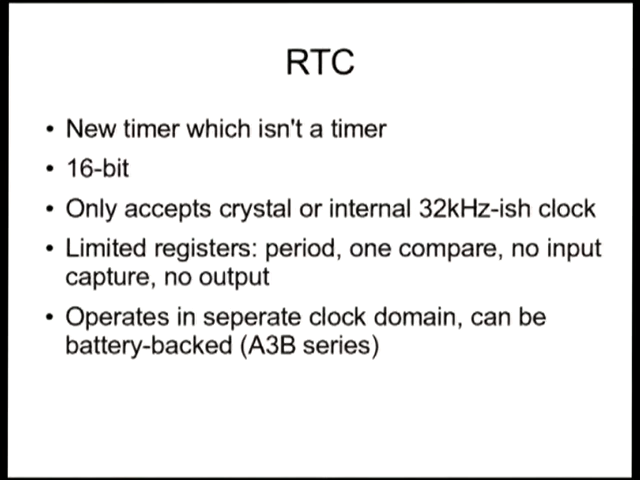 RTC
• New timer which isn't a timer
• 16-bit
• Only accepts crystal or internal 32kHz-ish clock
• Limited registers: period, one compare, no input
capture, no output
• Operates in seperate clock domain, can be
battery-backed (A3B series)